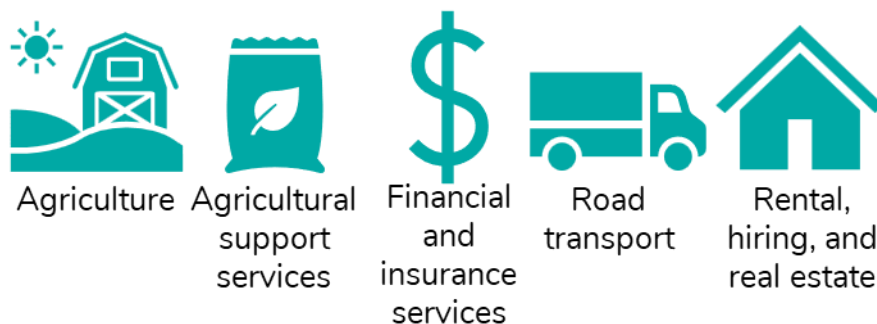 Agriculture
Agricultural
support
services
Financial
and
insurance
services
Road
transport
Rental,
hiring, and
real estate